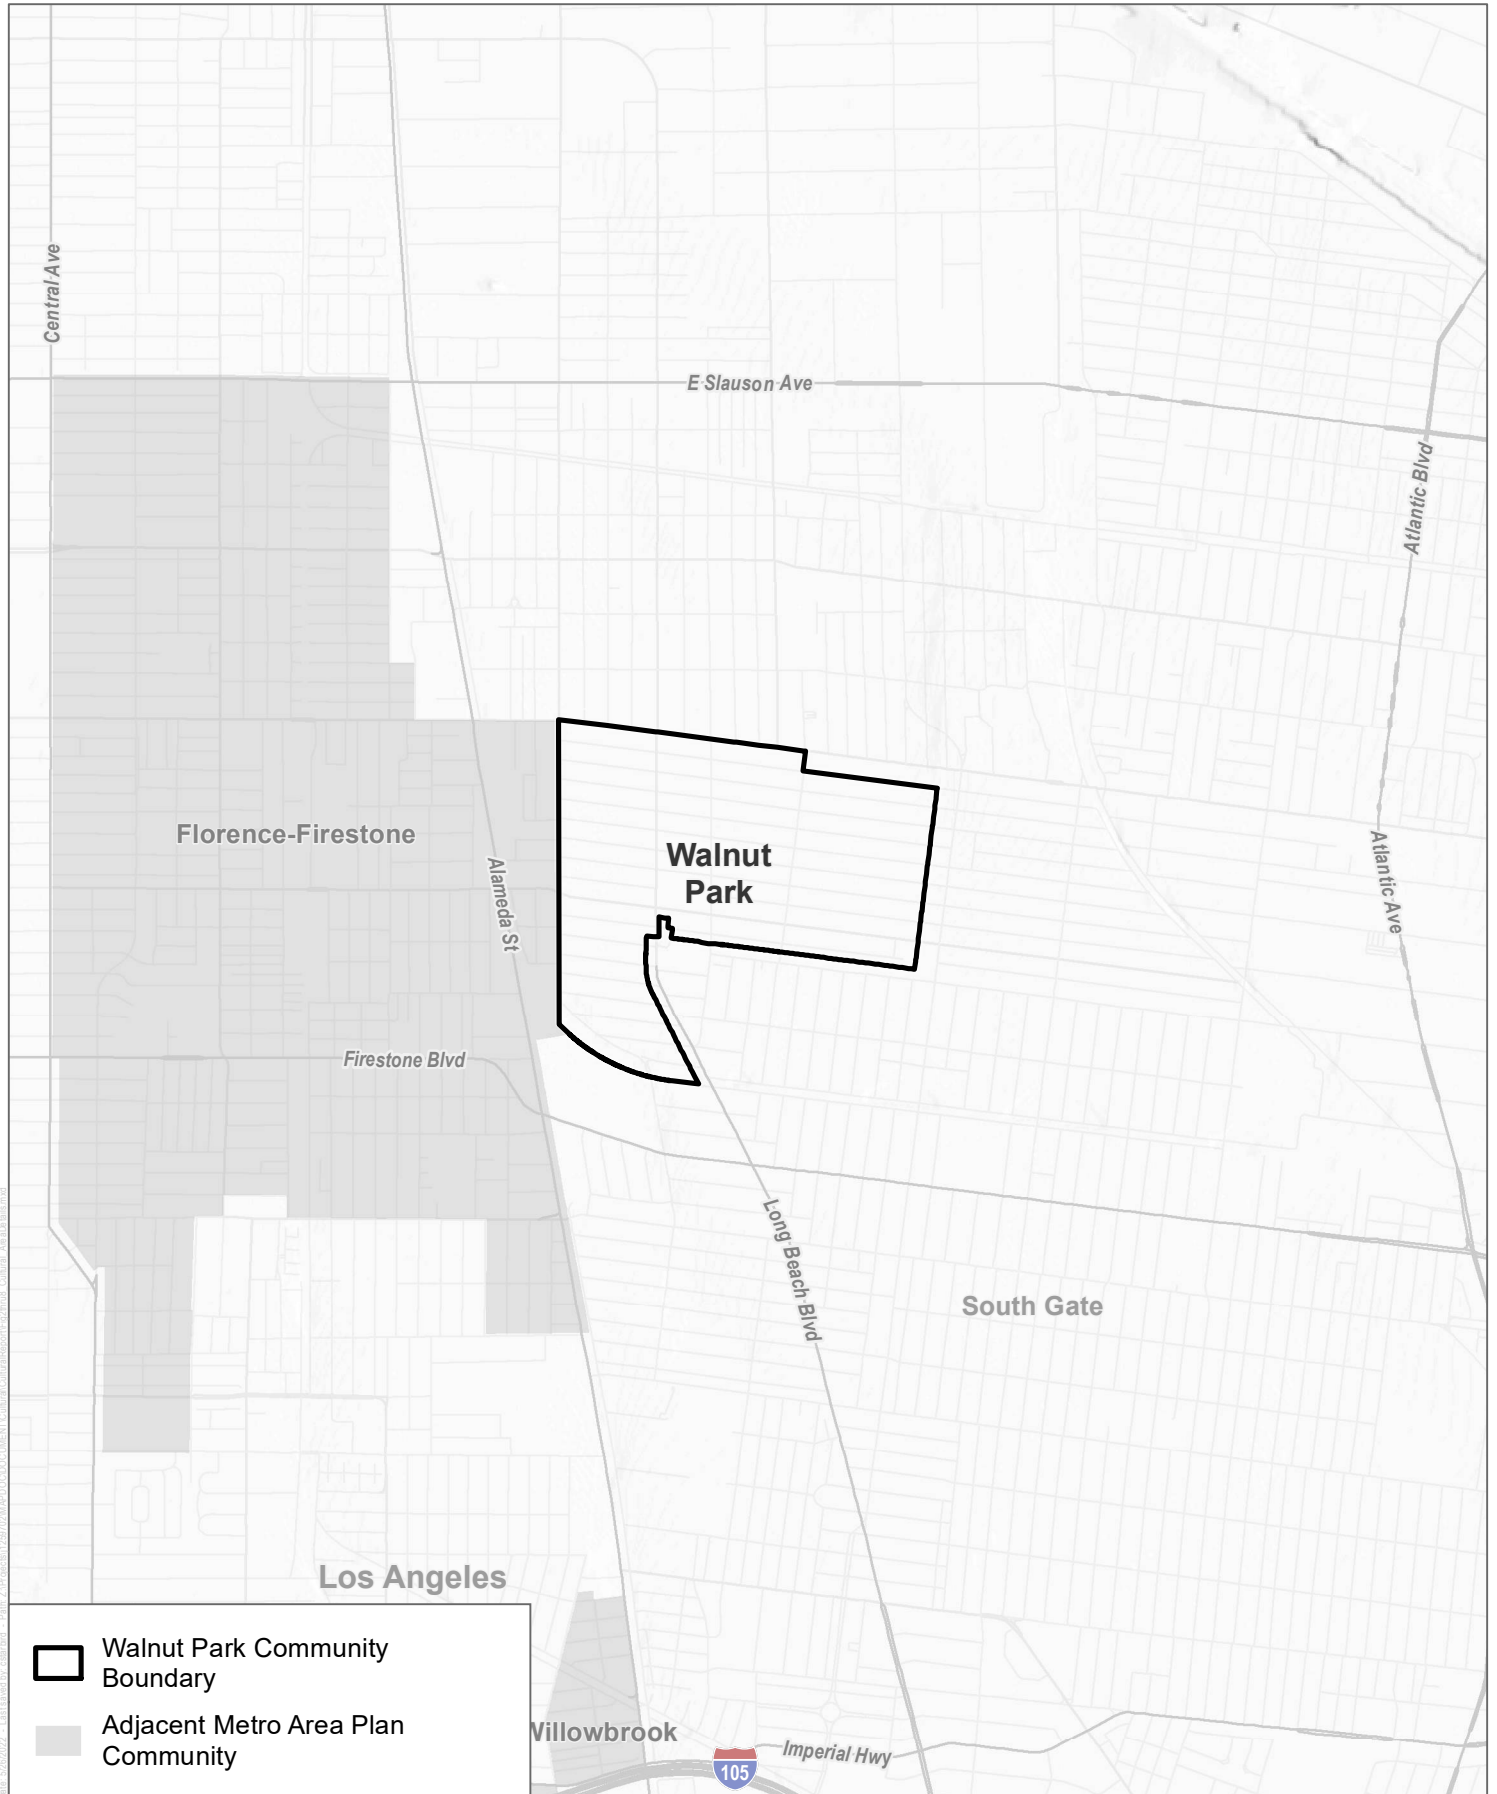 Central Ave
E Slauson Ave
Atlantic Blvd
Florence-Firestone
Walnut
Park
Alameda St
Atlantic Ave
Firestone Blvd
Long Beach Blvd
South Gate
Los Angeles
Walnut Park Community
Boundary
Adjacent Metro Area Plan
Community
Willowbrook
105
Imperial Hwy